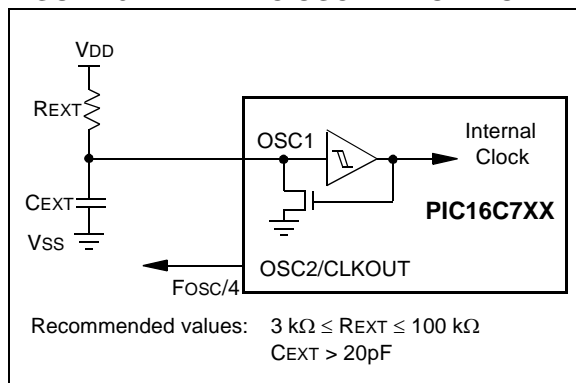 VDD
REXT
OSC1
Internal
Clock
CEXT
PIC16C7XX
VSS
OSC2/CLKOUT
FOSC/4
Recommended values: 3 kΩ ≤ REXT ≤ 100 kΩ
CEXT > 20pF